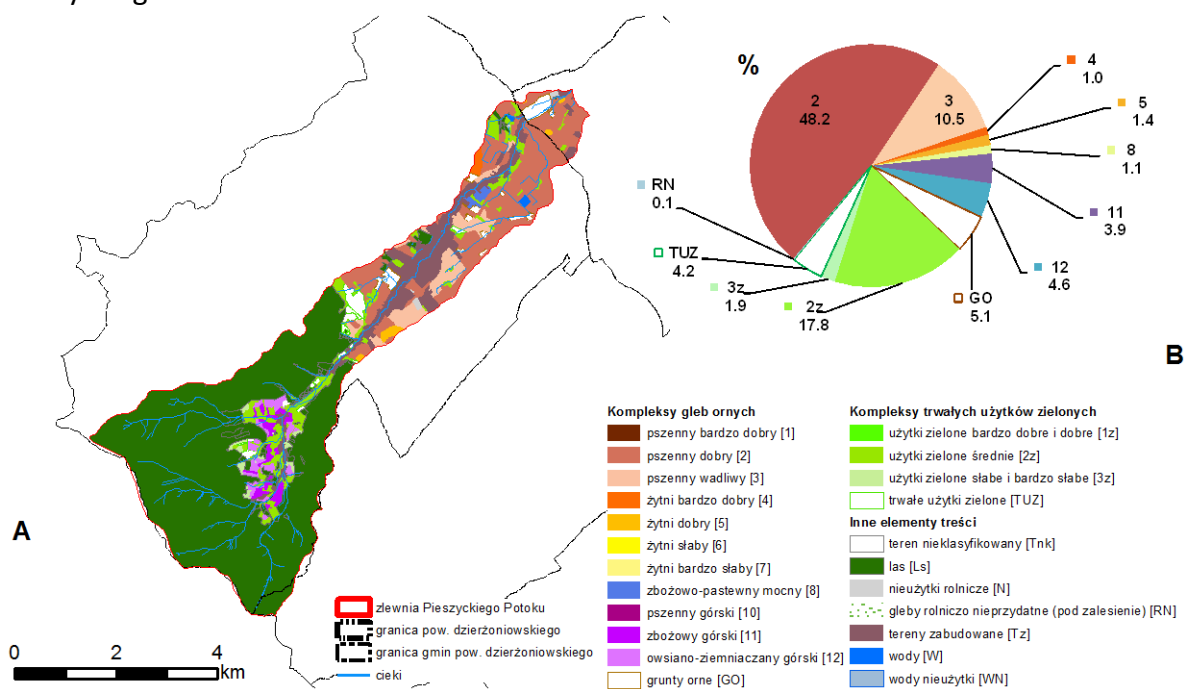 %
2
48.2
3
10.5
4
1.0
5
1.4
8
1.1
11
3.9
12
4.6
GO
5.1
2z
17.8
3z
1.9
TUZ
4.2
RN
0.1
B
A
Kompleksy gleb ornych
pszenny bardzo dobry [1]
pszenny dobry [2]
pszenny wadliwy [3]
żytni bardzo dobry [4]
żytni dobry [5]
żytni słaby [6]
żytni bardzo słaby [7]
zbożowo-pastewny mocny [8]
pszenny górski [10]
zbożowy górski [11]
owsiano-ziemniaczany górski [12]
grunty orne [GO]
Kompleksy trwałych użytków zielonych
użytki zielone bardzo dobre i dobre [1z]
użytki zielone średnie [2z]
użytki zielone słabe i bardzo słabe [3z]
trwałe użytki zielone [TUZ]
Inne elementy treści
teren nieklasyfikowany [Tnk]
las [Ls]
nieużytki rolnicze [N]
gleby rolniczo nieprzydatne (pod zalesienie) [RN]
tereny zabudowane [Tz]
wody [W]
wody nieużytki [WN]
zlewnia Pieszyckiego Potoku
granica pow. dzierżoniowskiego
granica gmin pow. dzierżoniowskiego
cieki
0 2 4
km